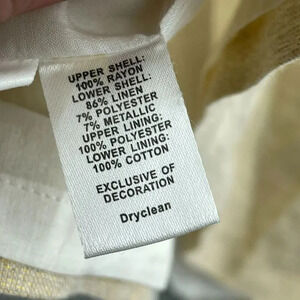 UPPER SHELL:
100% RAYON
LOWER SHELL:
86% LINEN
7% POLYESTER
7% METALLIC
UPPER LINING:
100% POLYESTER
LOWER LINING:
100% COTTON
EXCLUSIVE OF
DECORATION
Dryclean